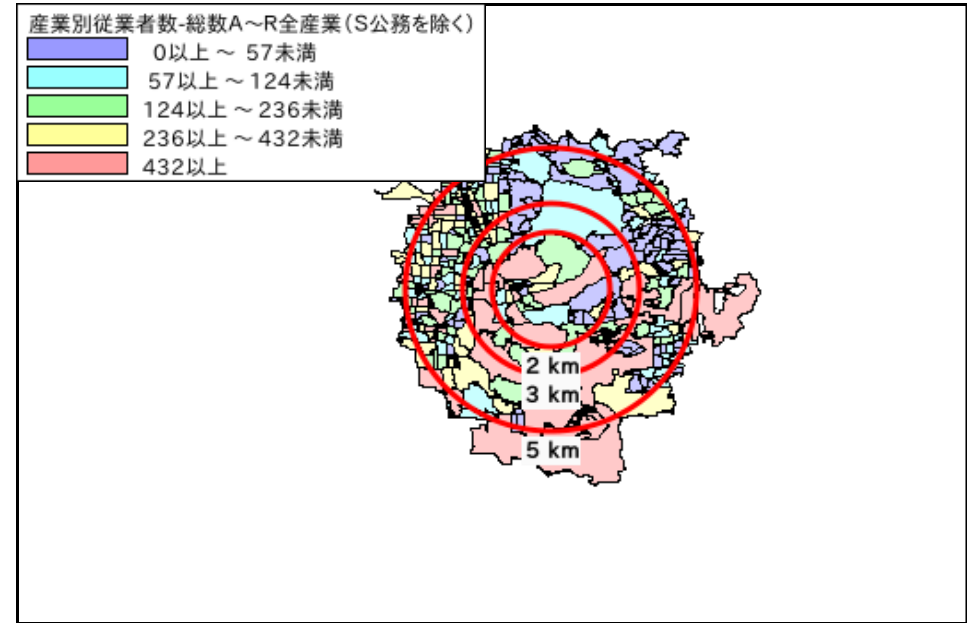 産業別従業者数-総数A～R全産業（S公務を除く）
0以上 ～ 57未満
57以上 ～ 124未満
124以上 ～ 236未満
236以上 ～ 432未満
432以上
2 km
3 km
5 km